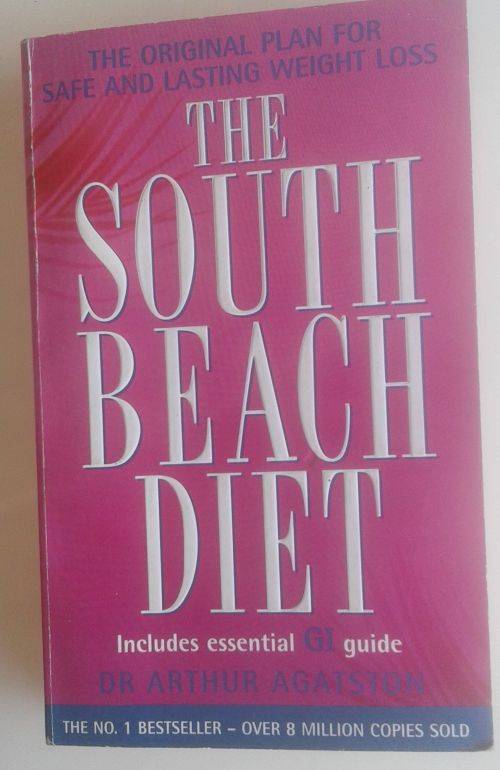 THE ORIGINAL PLAN FOR
SAFE AND LASTING WEIGHT LOSS
THE
SOUTH
BEACH
DIET
Includes essential GI guide
DR ARTHUR AGATSTON
THE NO. 1 BESTSELLER – OVER 8 MILLION COPIES SOLD